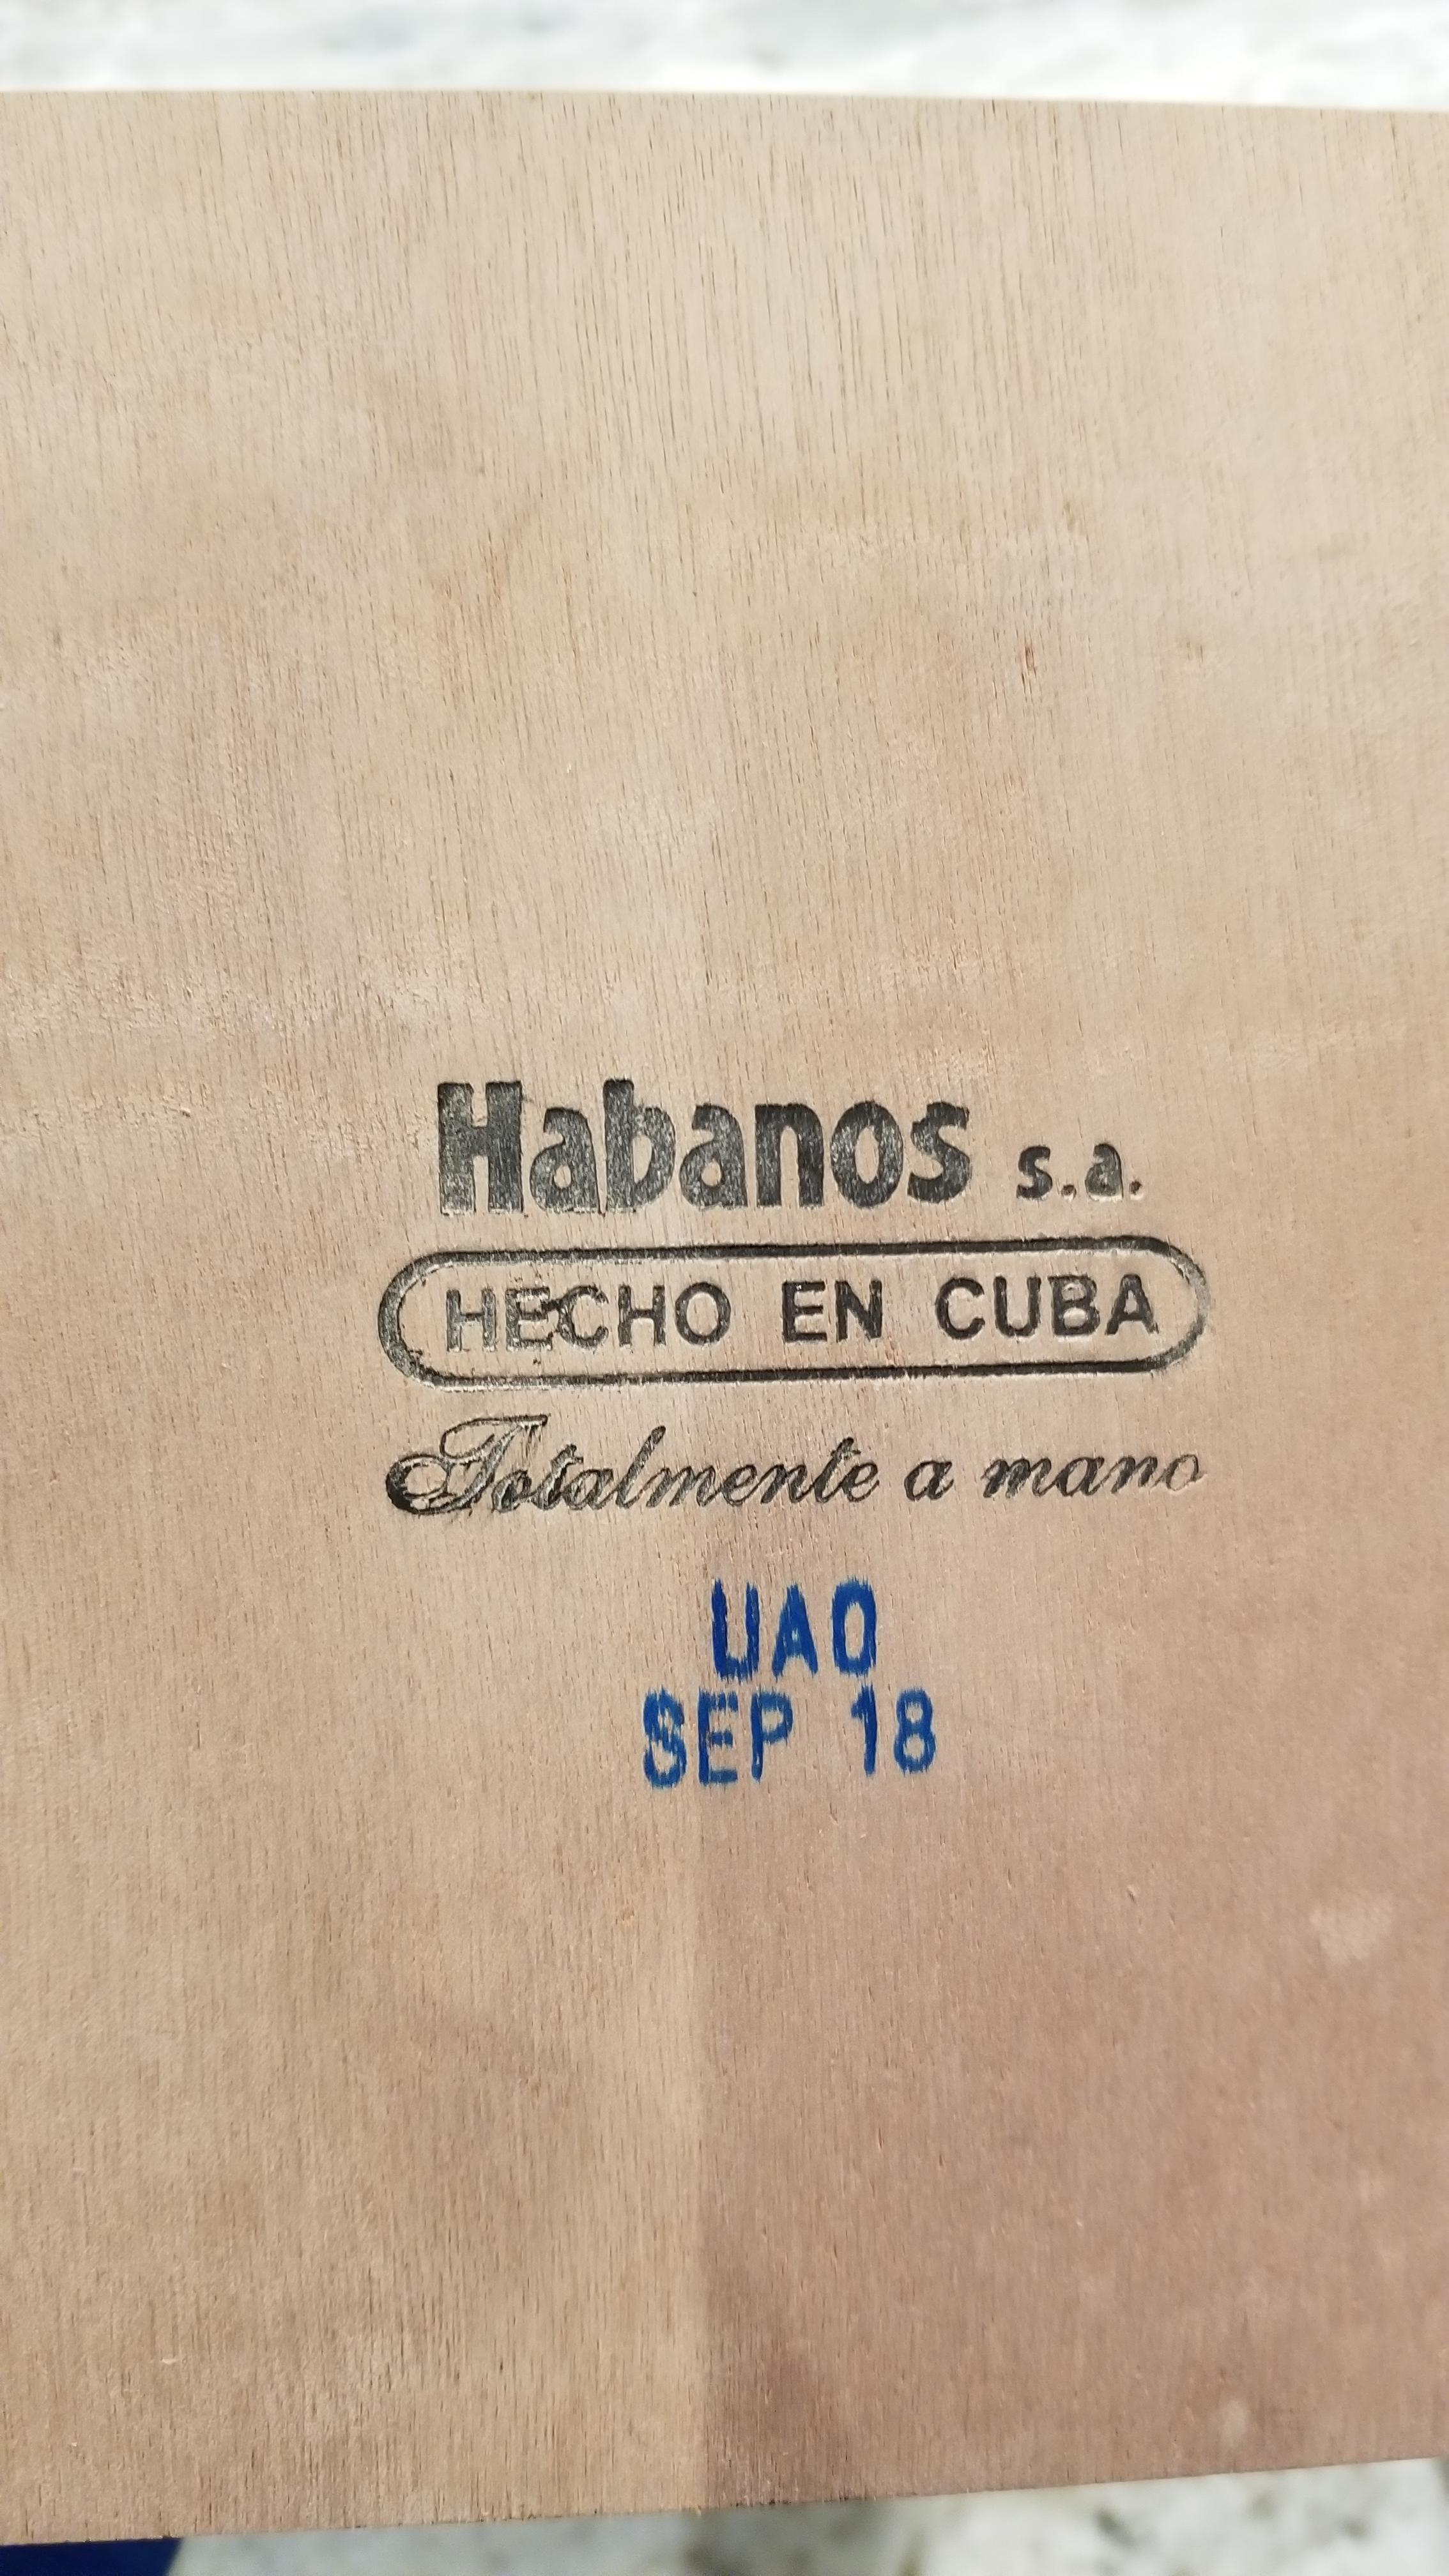 Habanos s.a.
HECHO EN CUBA
Totalmente a mano
UAO
SEP 18